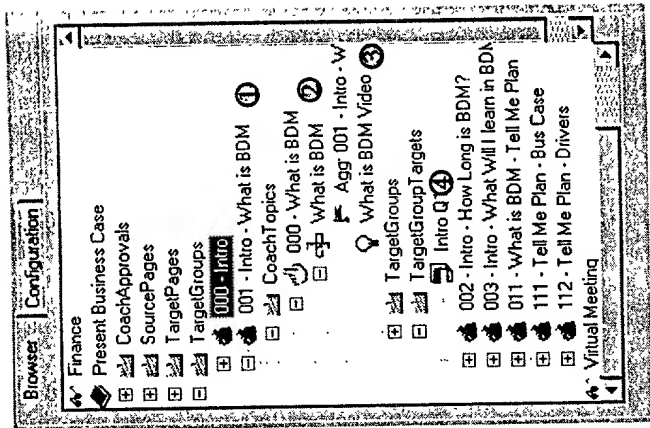 Browser Configuration
Finance
Present Business Case
CoachApprovals
SourcePages
TargetPages
TargetGroups
000 - Intro
001 - Intro - What is BDM 1
CoachTopics
000 - What is BDM 2
What is BDM
Agg' 001 - Intro - W
What is BDM Video 3
TargetGroups
TargetGroupTargets
Intro Q 4
002 - Intro - How Long is BDM?
003 - Intro - What Will I learn in BDM
011 - What is BDM - Tell Me Plan
111 - Tell Me Plan - Bus Case
112 - Tell Me Plan - Drivers
Virtual Meeting